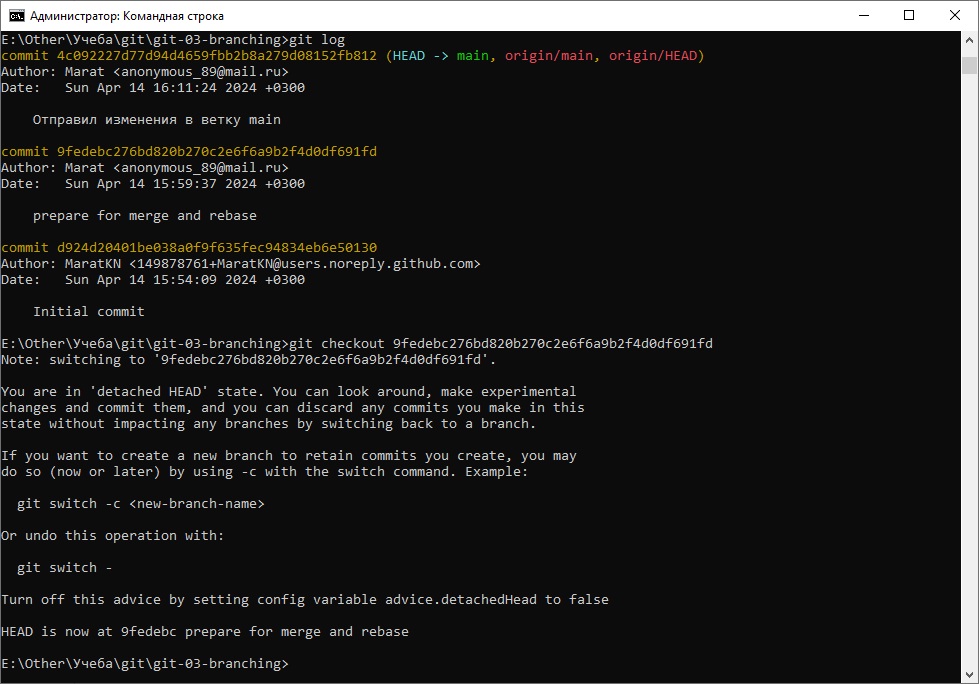 Администратор: Командная строка
E:\Other\Учеба\git\git-03-branching>git log
commit 4c092227d77d94d4659fbb2b8a279d08152fb812 (HEAD -> main, origin/main, origin/HEAD)
Author: Marat <anonymous_89@mail.ru>
Date:   Sun Apr 14 16:11:24 2024 +0300
    Отправил изменения в ветку main
commit 9fedebc276bd820b270c2e6f6a9b2f4d0df691fd
Author: Marat <anonymous_89@mail.ru>
Date:   Sun Apr 14 15:59:37 2024 +0300
    prepare for merge and rebase
commit d924d20401be038a0f9f635fec94834eb6e50130
Author: MaratKN <149878761+MaratKN@users.noreply.github.com>
Date:   Sun Apr 14 15:54:09 2024 +0300
    Initial commit
E:\Other\Учеба\git\git-03-branching>git checkout 9fedebc276bd820b270c2e6f6a9b2f4d0df691fd
Note: switching to '9fedebc276bd820b270c2e6f6a9b2f4d0df691fd'.
You are in 'detached HEAD' state. You can look around, make experimental
changes and commit them, and you can discard any commits you make in this
state without impacting any branches by switching back to a branch.
If you want to create a new branch to retain commits you create, you may
do so (now or later) by using -c with the switch command. Example:
  git switch -c <new-branch-name>
Or undo this operation with:
  git switch -
Turn off this advice by setting config variable advice.detachedHead to false
HEAD is now at 9fedebc prepare for merge and rebase
E:\Other\Учеба\git\git-03-branching>